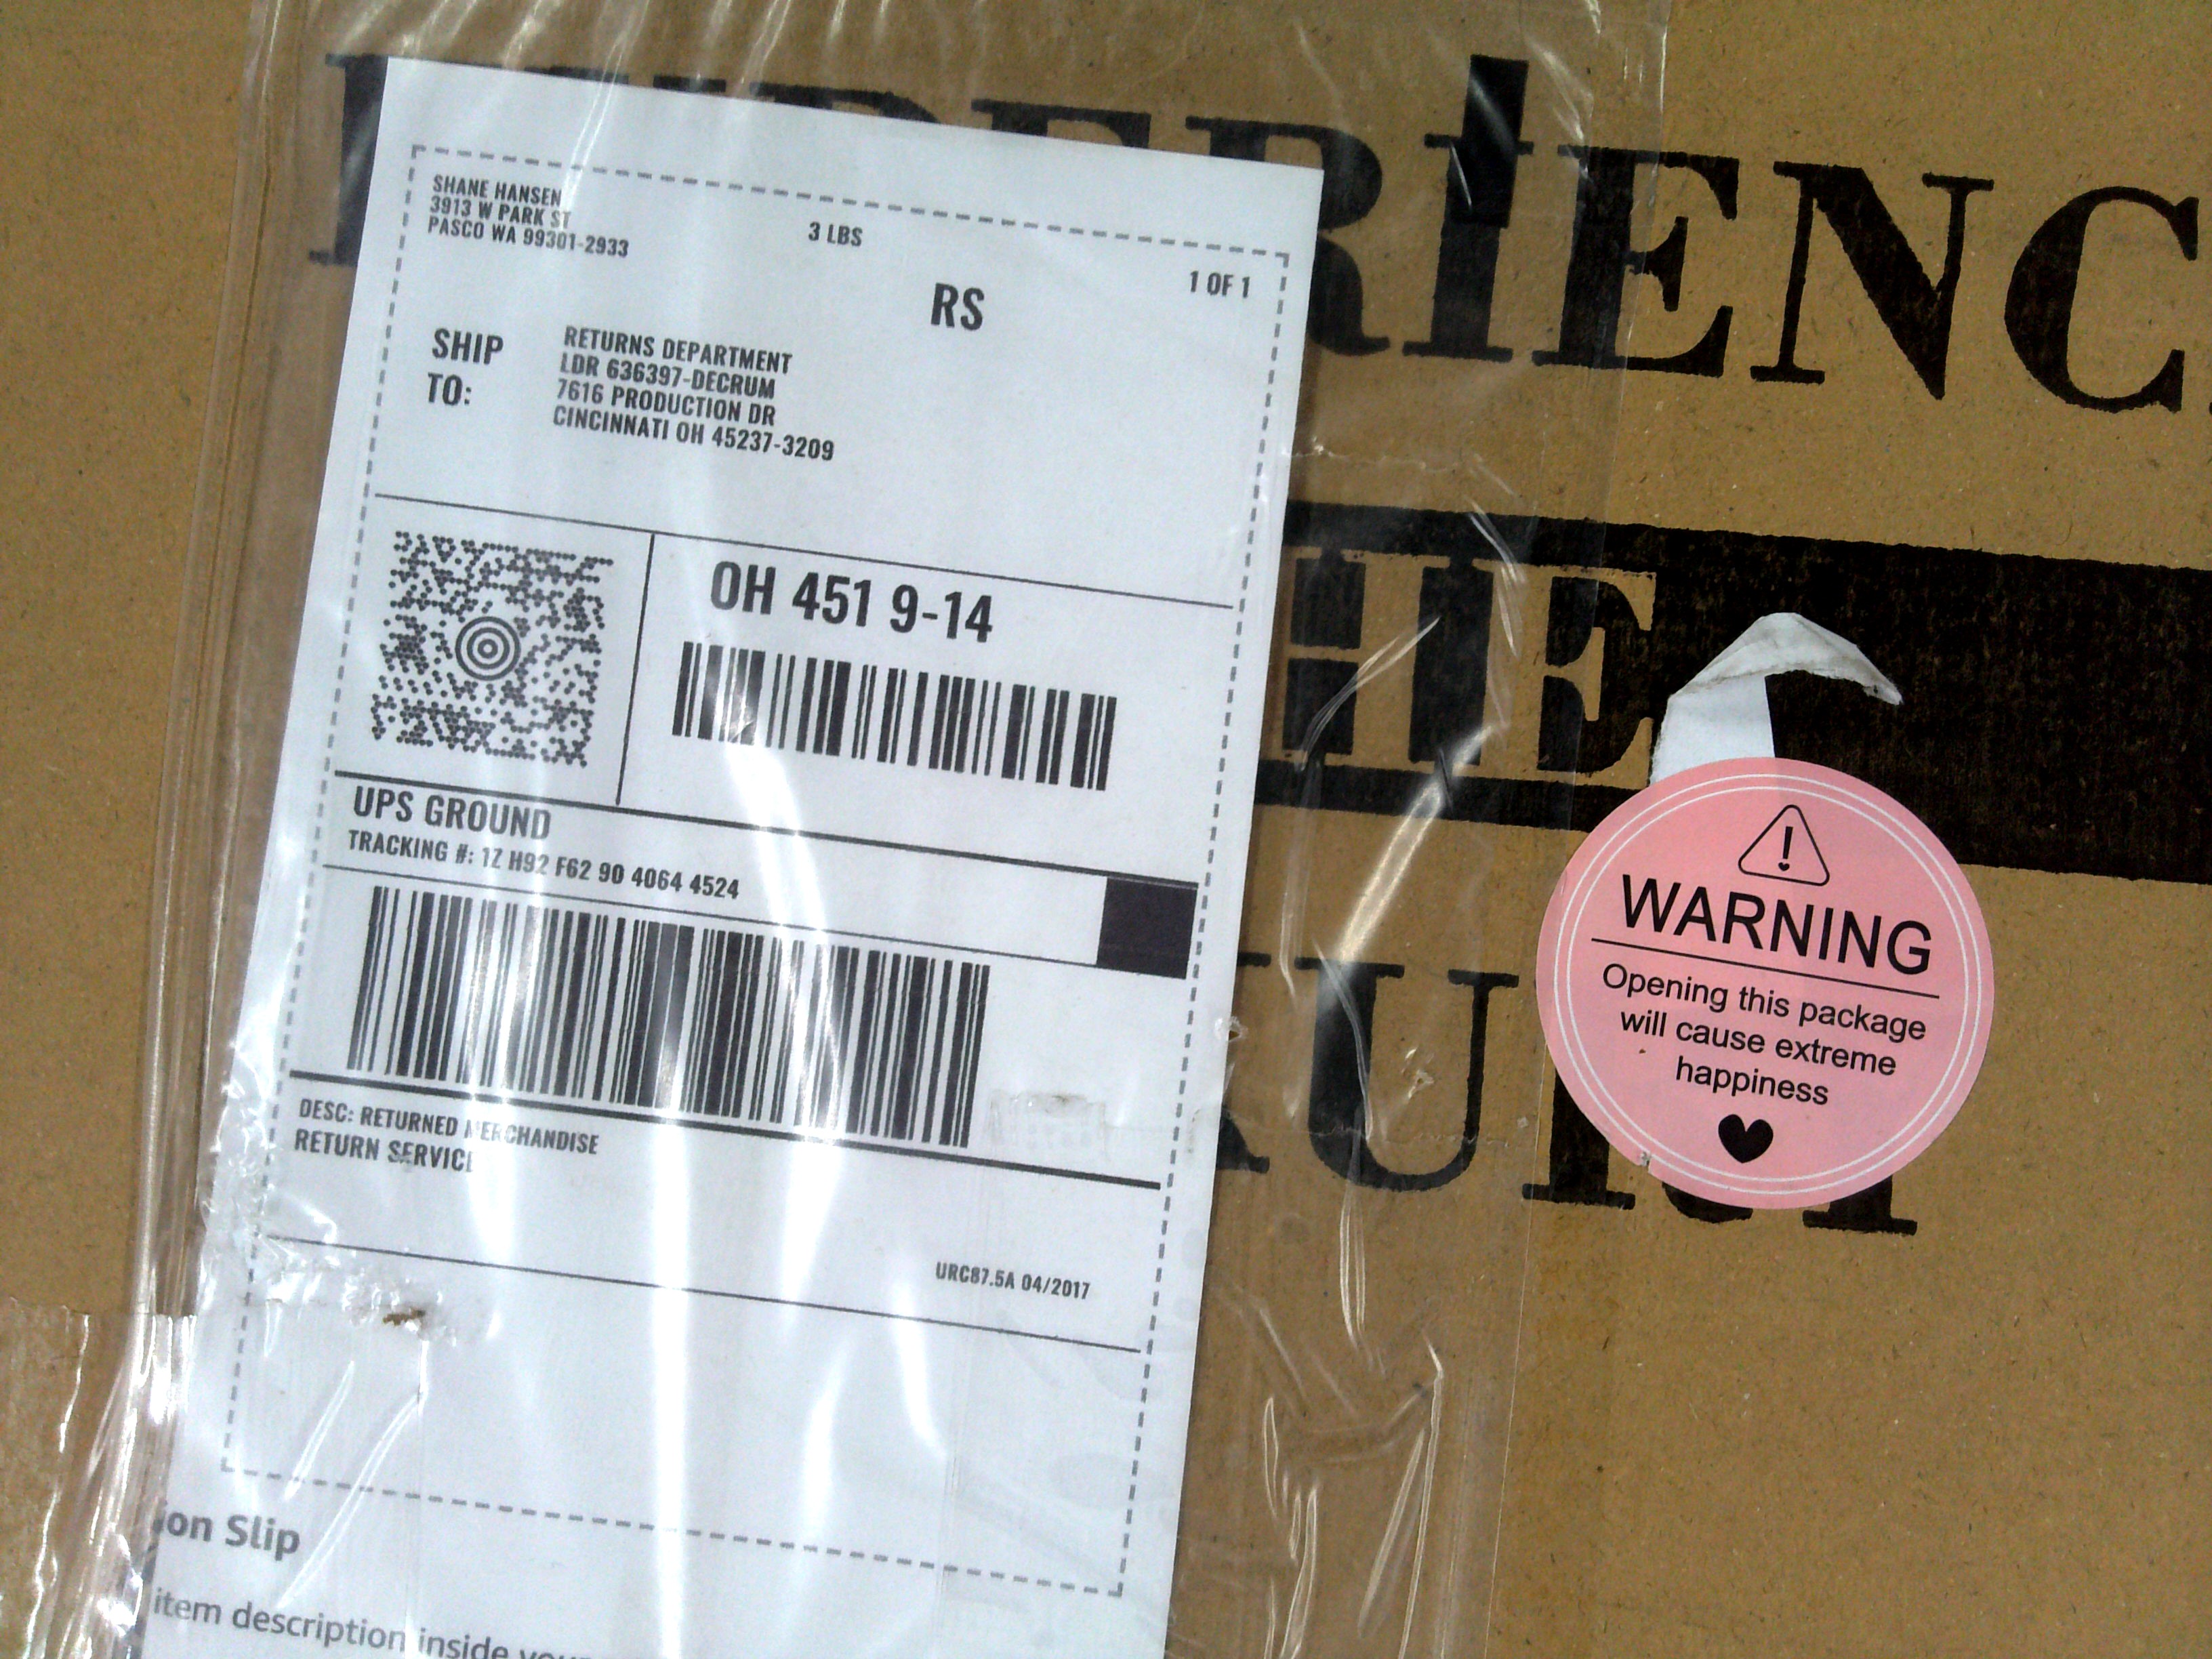 SHANE HANSEN
3913 W PARK ST
PASCO WA 99301-2933
3 LBS
1 OF 1
RS
SHIP
TO:
RETURNS DEPARTMENT
LDR 636397-DECRUM
7616 PRODUCTION DR
CINCINNATI OH 45237-3209
OH 451 9-14
UPS GROUND
TRACKING #: 1Z H92 F62 90 4064 4524
DESC: RETURNED MERCHANDISE
RETURN SERVICE
URC87.5A 04/2017
on Slip
item description inside
WARNING
Opening this package
will cause extreme
happiness